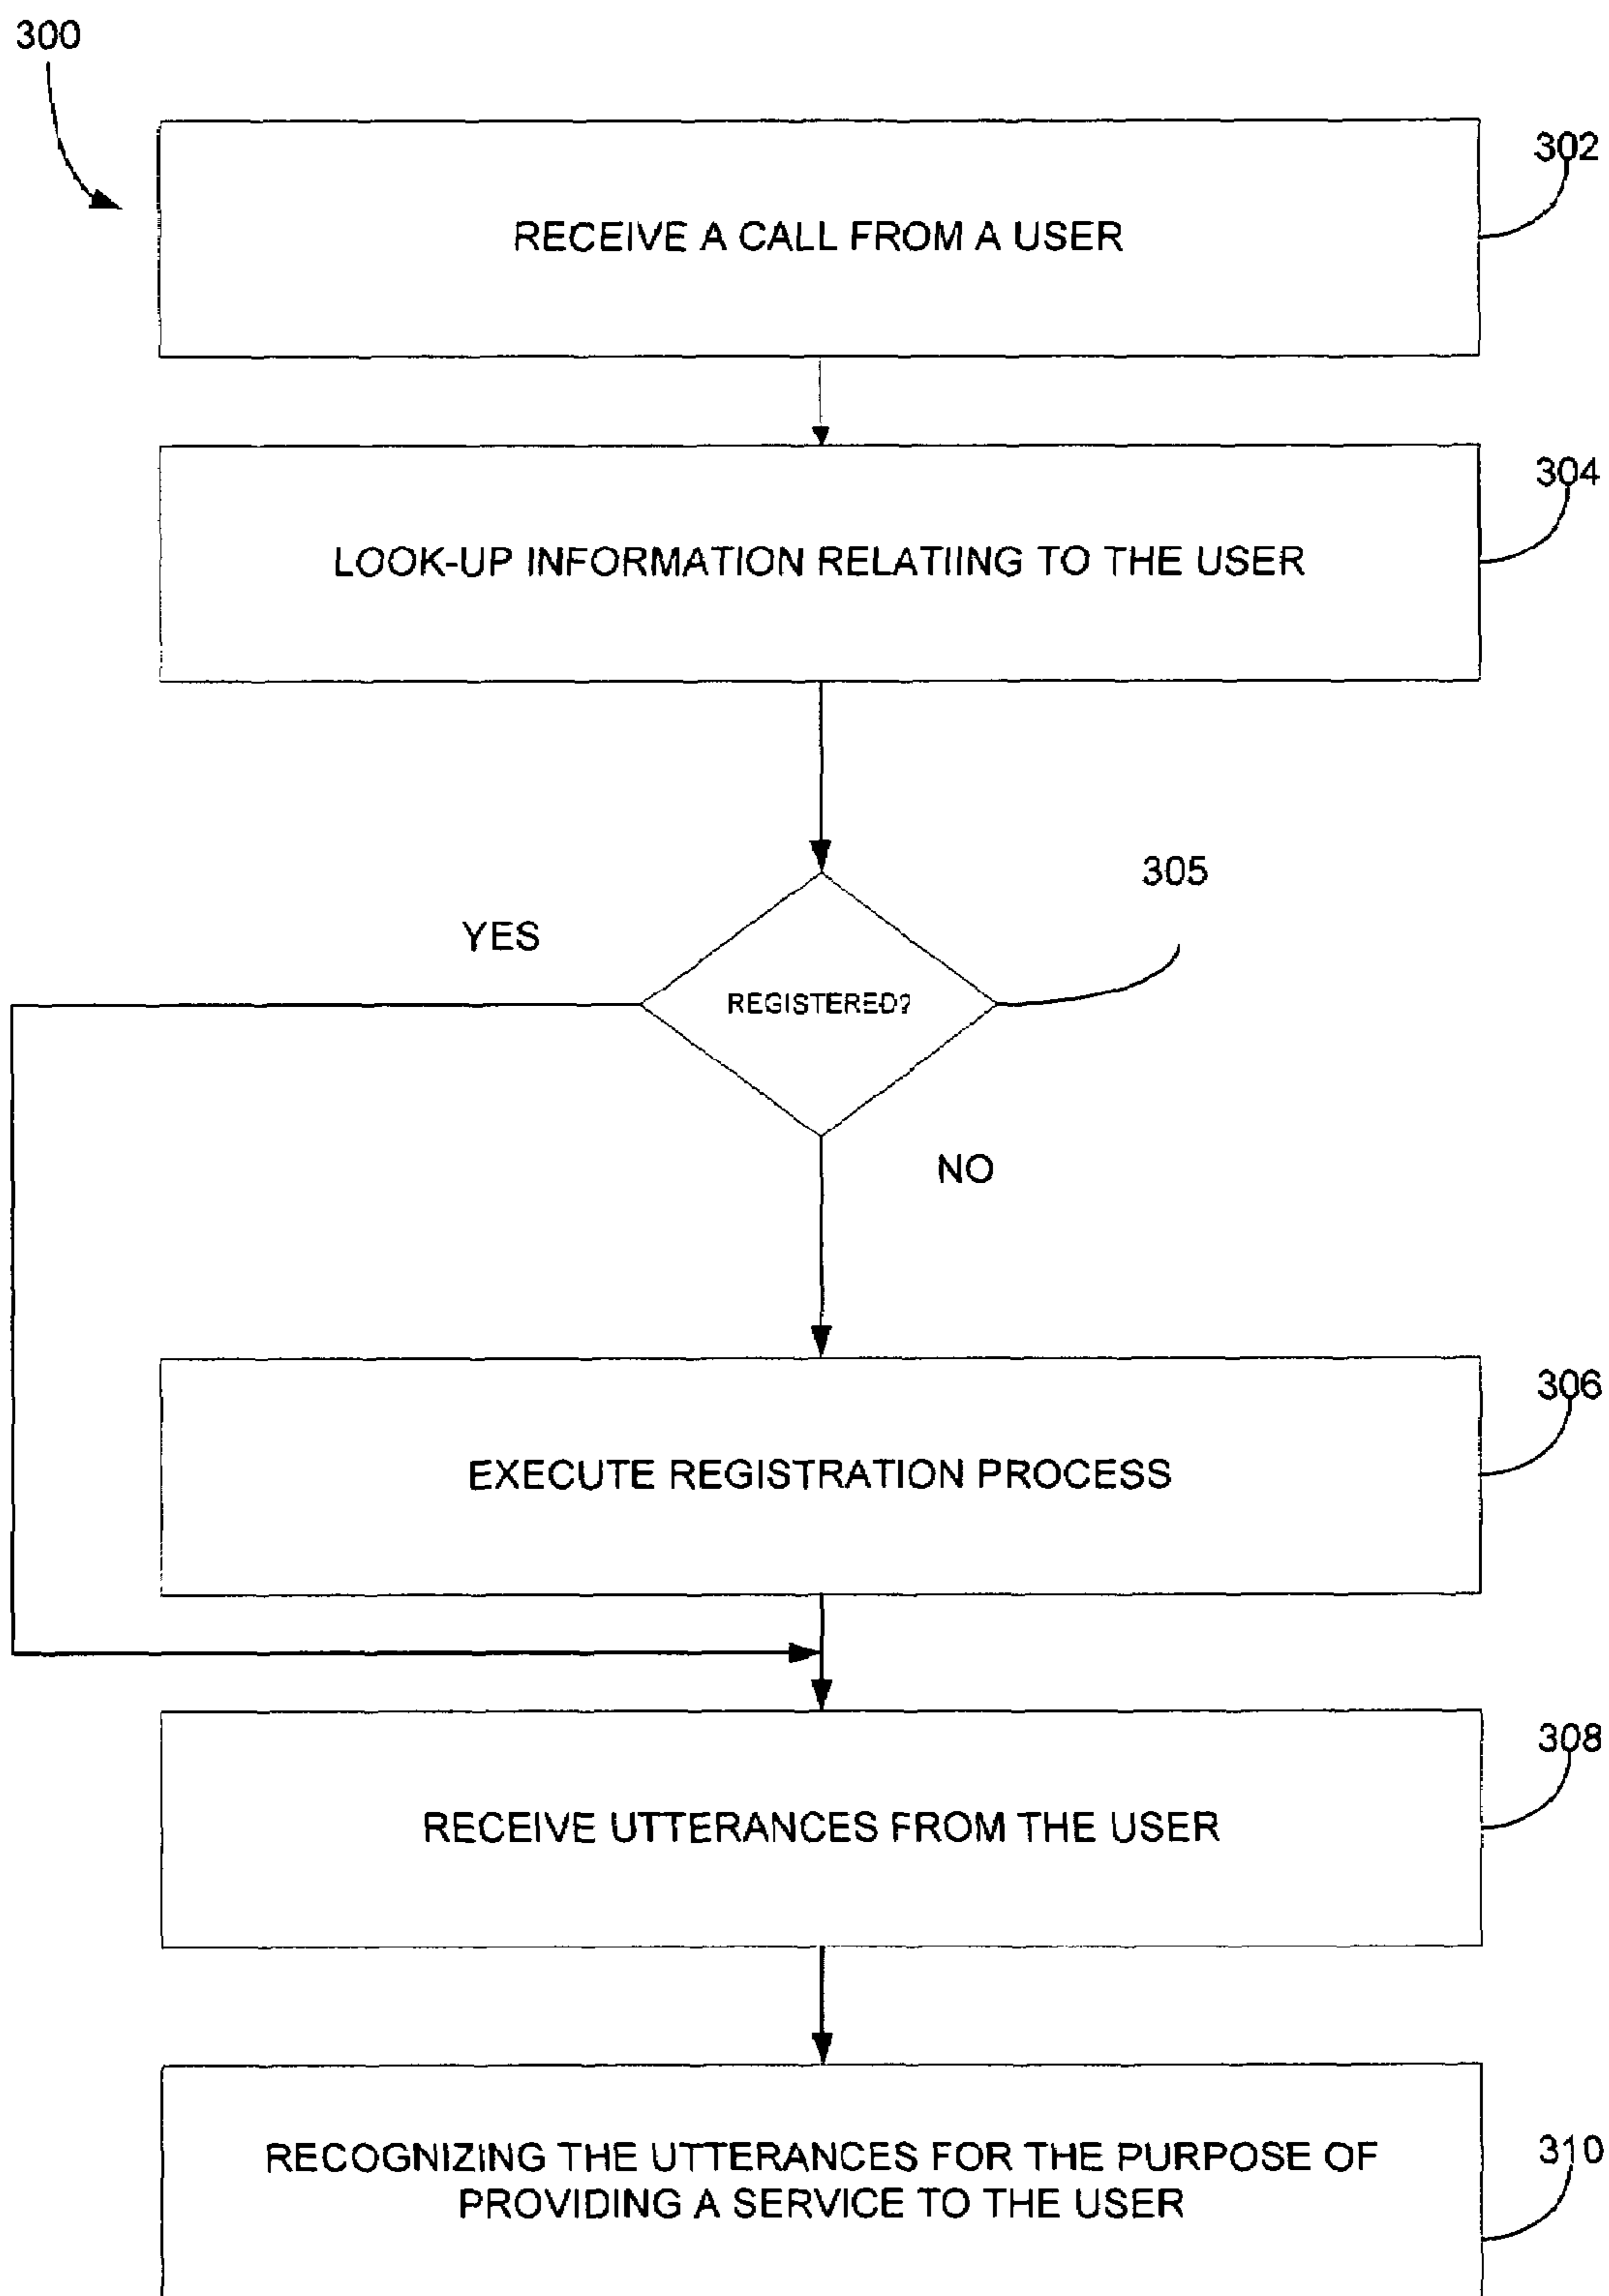 300
302
RECEIVE A CALL FROM A USER
304
LOOK-UP INFORMATION RELATIING TO THE USER
305
YES
REGISTERED?
NO
306
EXECUTE REGISTRATION PROCESS
308
RECEIVE UTTERANCES FROM THE USER
310
RECOGNIZING THE UTTERANCES FOR THE PURPOSE OF
PROVIDING A SERVICE TO THE USER